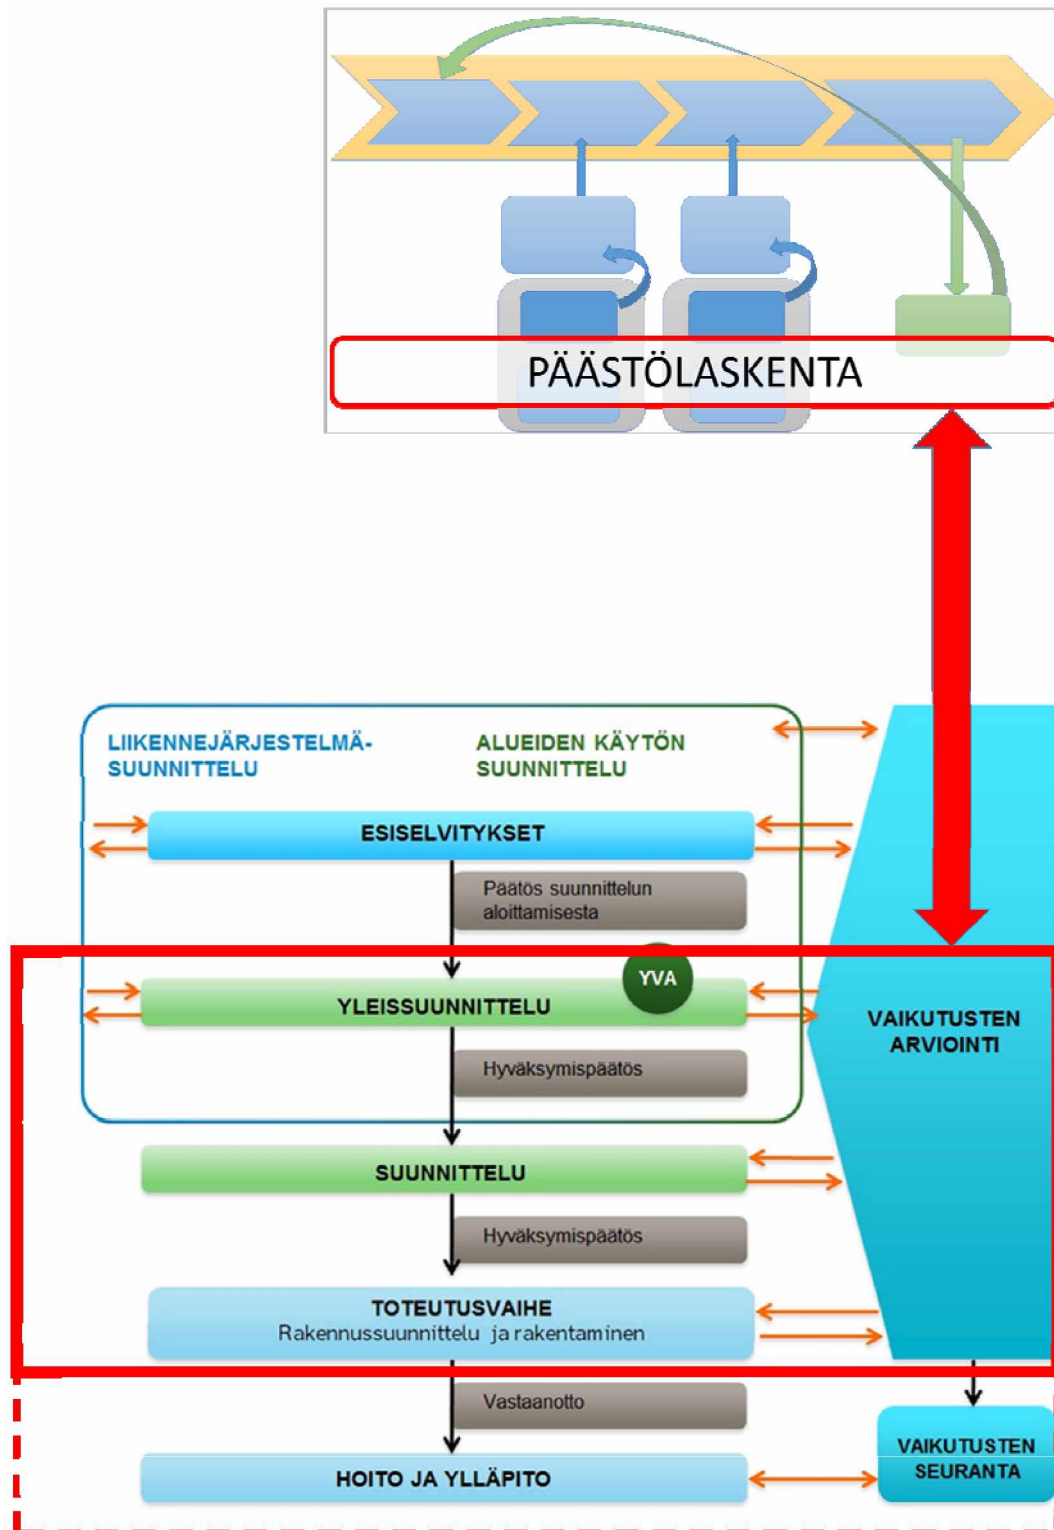 PÄÄSTÖLASKENTA
LIIKENNEJÄRJESTELMÄ-
SUUNNITTELU
ALUEIDEN KÄYTÖN
SUUNNITTELU
ESISELVITYKSET
Päätös suunnittelun
aloittamisesta
YVA
YLEISSUUNNITTELU
VAIKUTUSTEN
ARVIOINTI
Hyväksymispäätös
SUUNNITTELU
Hyväksymispäätös
TOTEUTUSVAIHE
Rakennussuunnittelu ja rakentaminen
Vastaanotto
HOITO JA YLLÄPITO
VAIKUTUSTEN
SEURANTA